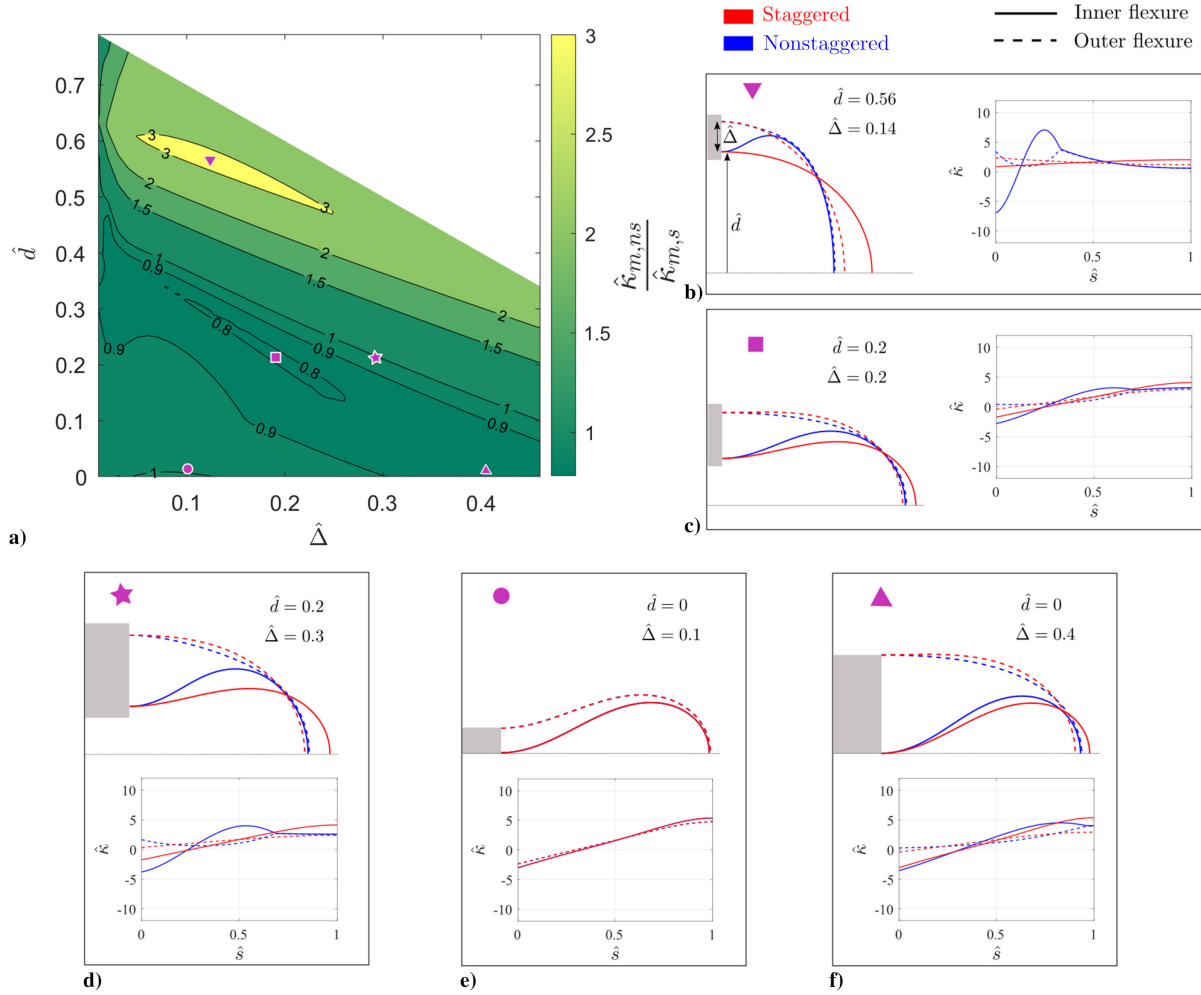 Staggered
Nonstaggered
Inner flexure
Outer flexure
3
2.5
2
1.5
1
0.7
0.6
0.5
0.4
0.3
0.2
0.1
0
3
3
3
2
2
1.5
1.5
1
0.9
1
0.9
0.8
0.8
0.9
0.9
1
1
0.9
0.1
0.2
0.3
0.4
d̂
Δ̂
κ̂m,ns
κ̂m,s
a)
b)
d̂ = 0.56
Δ̂ = 0.14
Δ̂
d̂
10
5
0
-5
-10
κ̂
0
0.5
1
ŝ
c)
d̂ = 0.2
Δ̂ = 0.2
10
5
0
-5
-10
κ̂
0
0.5
1
ŝ
d̂ = 0.2
Δ̂ = 0.3
10
5
0
-5
-10
κ̂
0
0.5
1
ŝ
d)
d̂ = 0
Δ̂ = 0.1
10
5
0
-5
-10
κ̂
0
0.5
1
ŝ
e)
d̂ = 0
Δ̂ = 0.4
10
5
0
-5
-10
κ̂
0
0.5
1
ŝ
f)